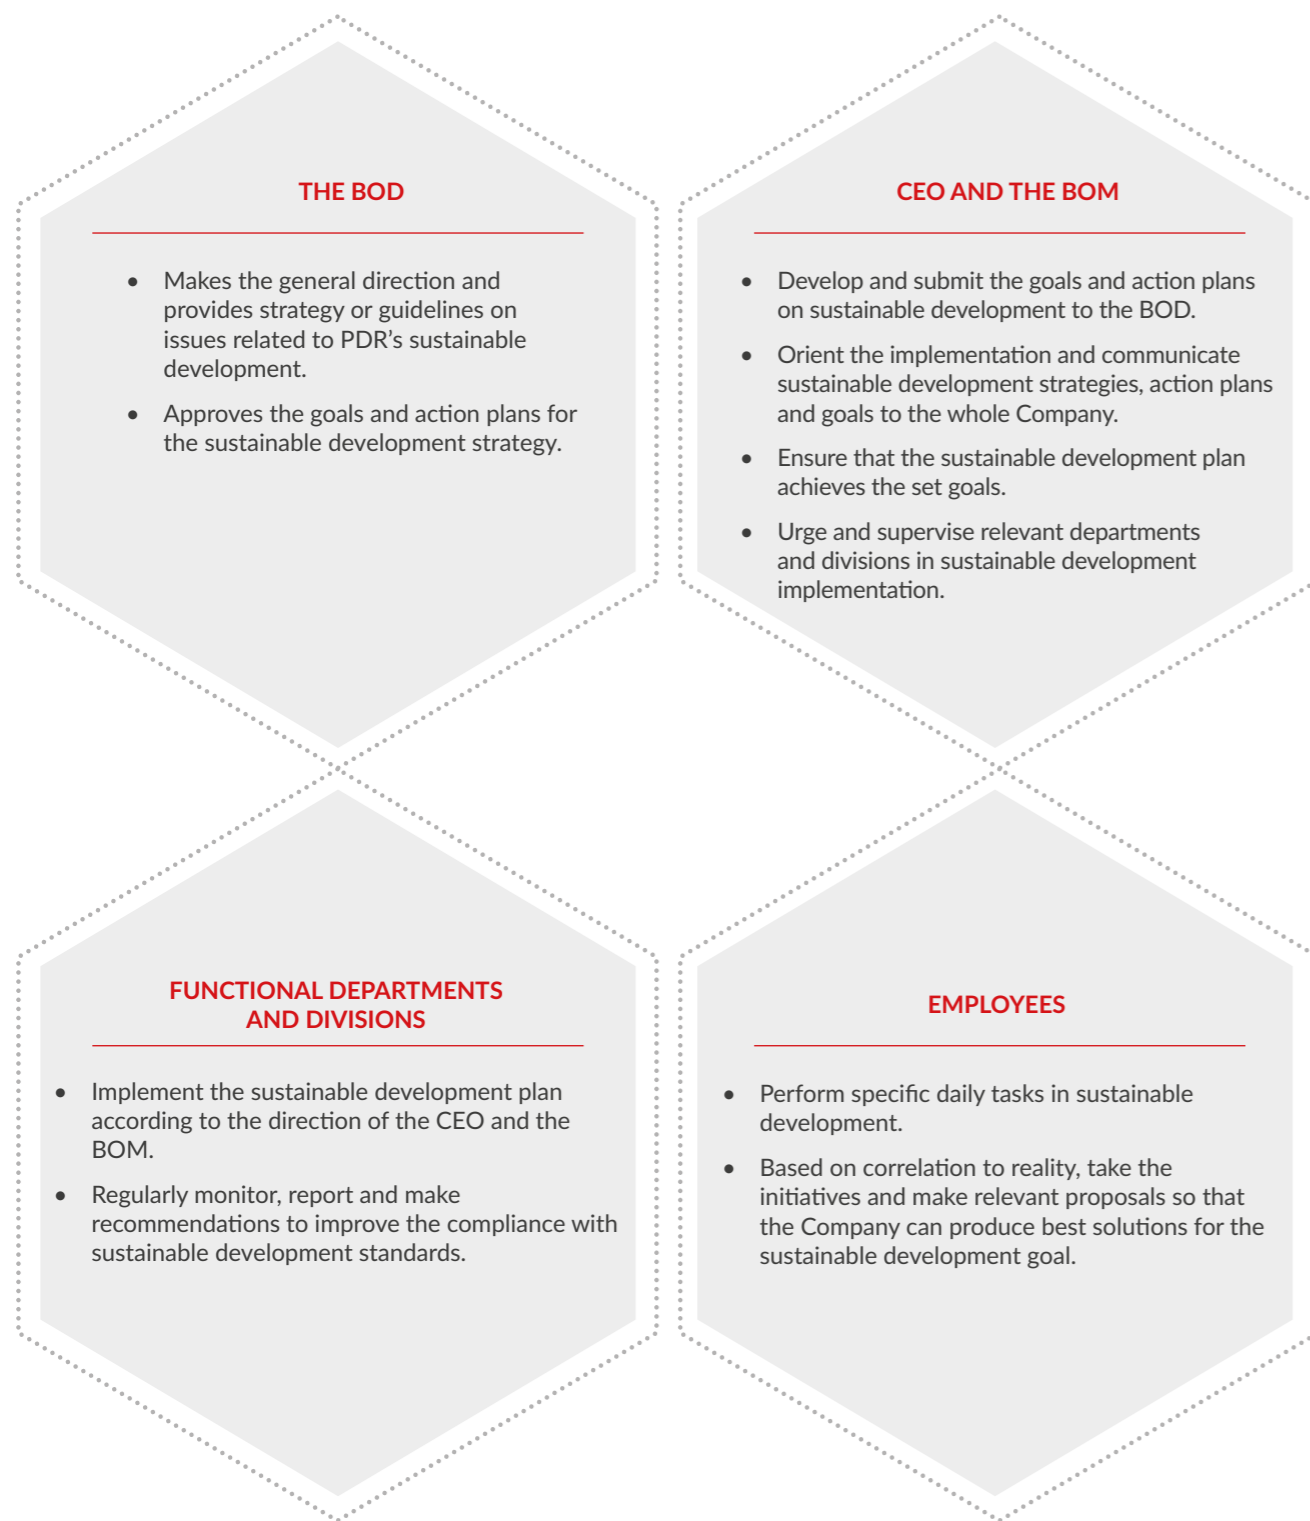 THE BOD
• Makes the general direction and
provides strategy or guidelines on
issues related to PDR’s sustainable
development.
• Approves the goals and action plans for
the sustainable development strategy.
CEO AND THE BOM
• Develop and submit the goals and action plans
on sustainable development to the BOD.
• Orient the implementation and communicate
sustainable development strategies, action plans
and goals to the whole Company.
• Ensure that the sustainable development plan
achieves the set goals.
• Urge and supervise relevant departments
and divisions in sustainable development
implementation.
FUNCTIONAL DEPARTMENTS
AND DIVISIONS
• Implement the sustainable development plan
according to the direction of the CEO and the
BOM.
• Regularly monitor, report and make
recommendations to improve the compliance with
sustainable development standards.
EMPLOYEES
• Perform specific daily tasks in sustainable
development.
• Based on correlation to reality, take the
initiatives and make relevant proposals so that
the Company can produce best solutions for the
sustainable development goal.